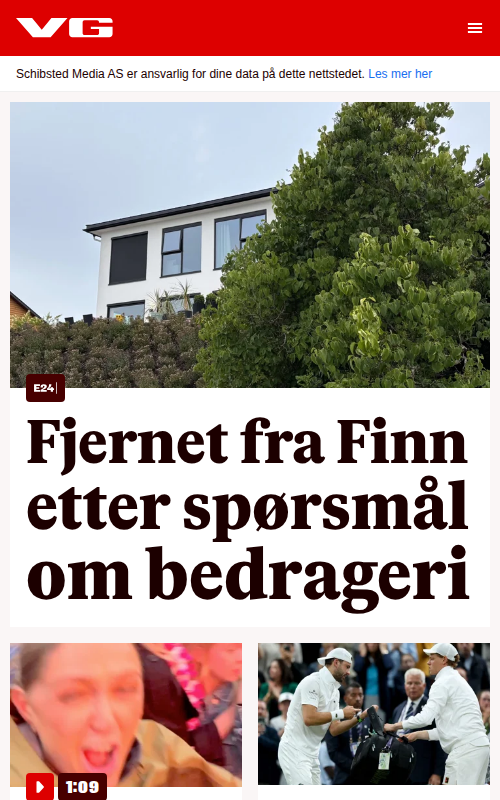 VG
Schibsted Media AS er ansvarlig for dine data på dette nettstedet. Les mer her
E24
Fjernet fra Finn
etter spørsmål
om bedrageri
1:09